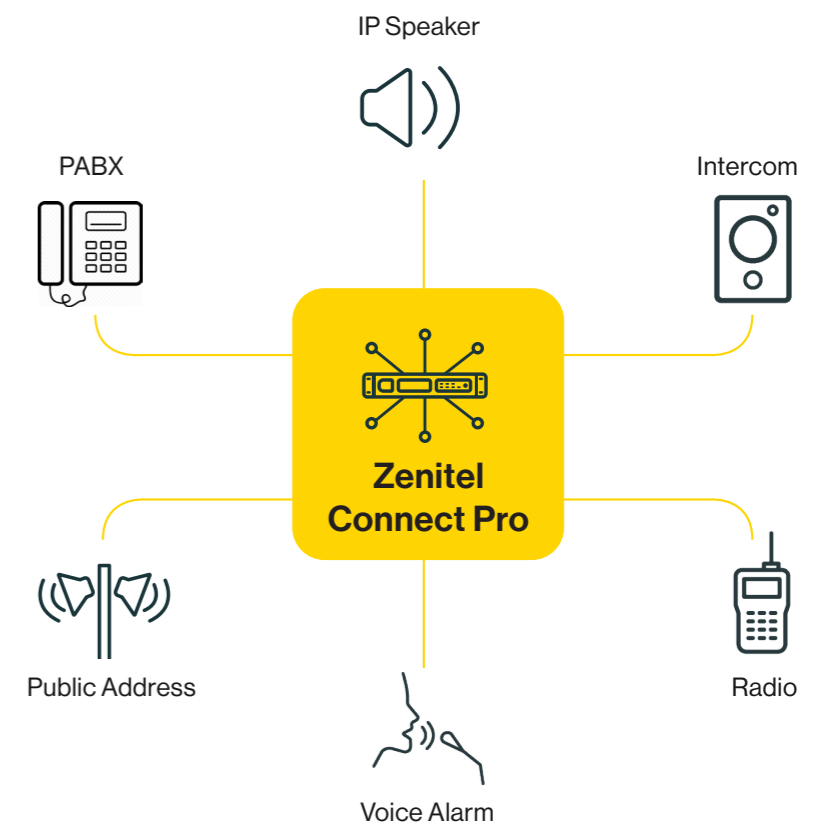 IP Speaker
PABX
Intercom
Zenitel
Connect Pro
Public Address
Radio
Voice Alarm